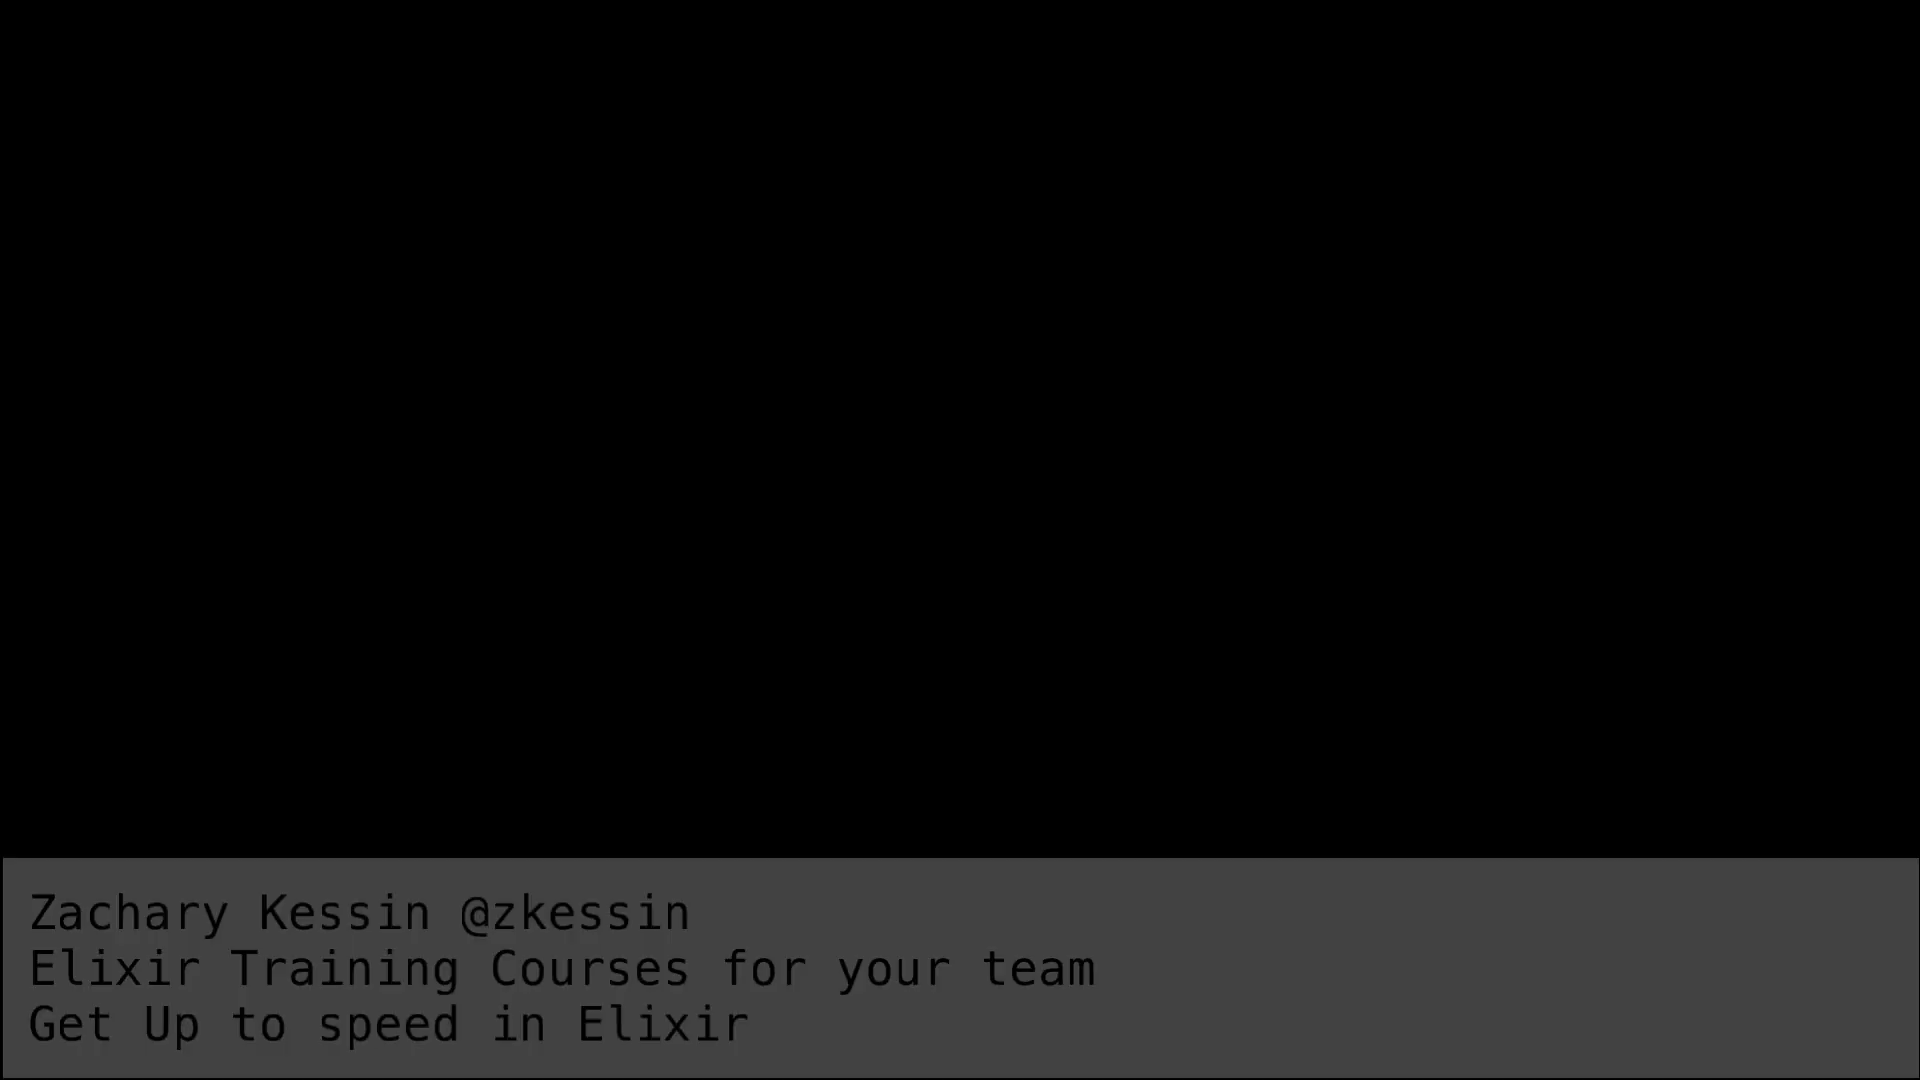 Zachary Kessin @zkessin
Elixir Training Courses for your team
Get Up to speed in Elixir